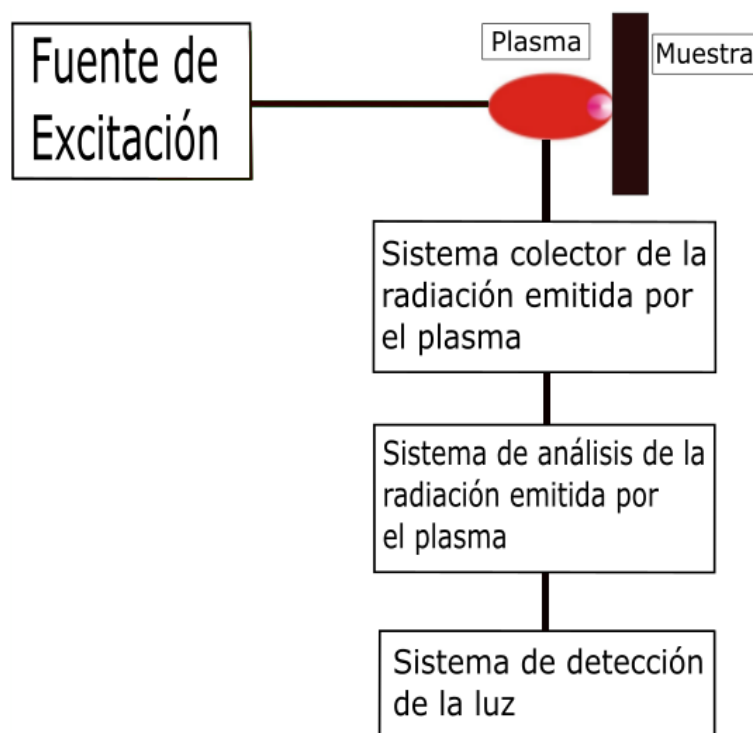 Fuente de
Excitación
Plasma
Muestra
Sistema colector de la
radiación emitida por
el plasma
Sistema de análisis de la
radiación emitida por
el plasma
Sistema de detección
de la luz